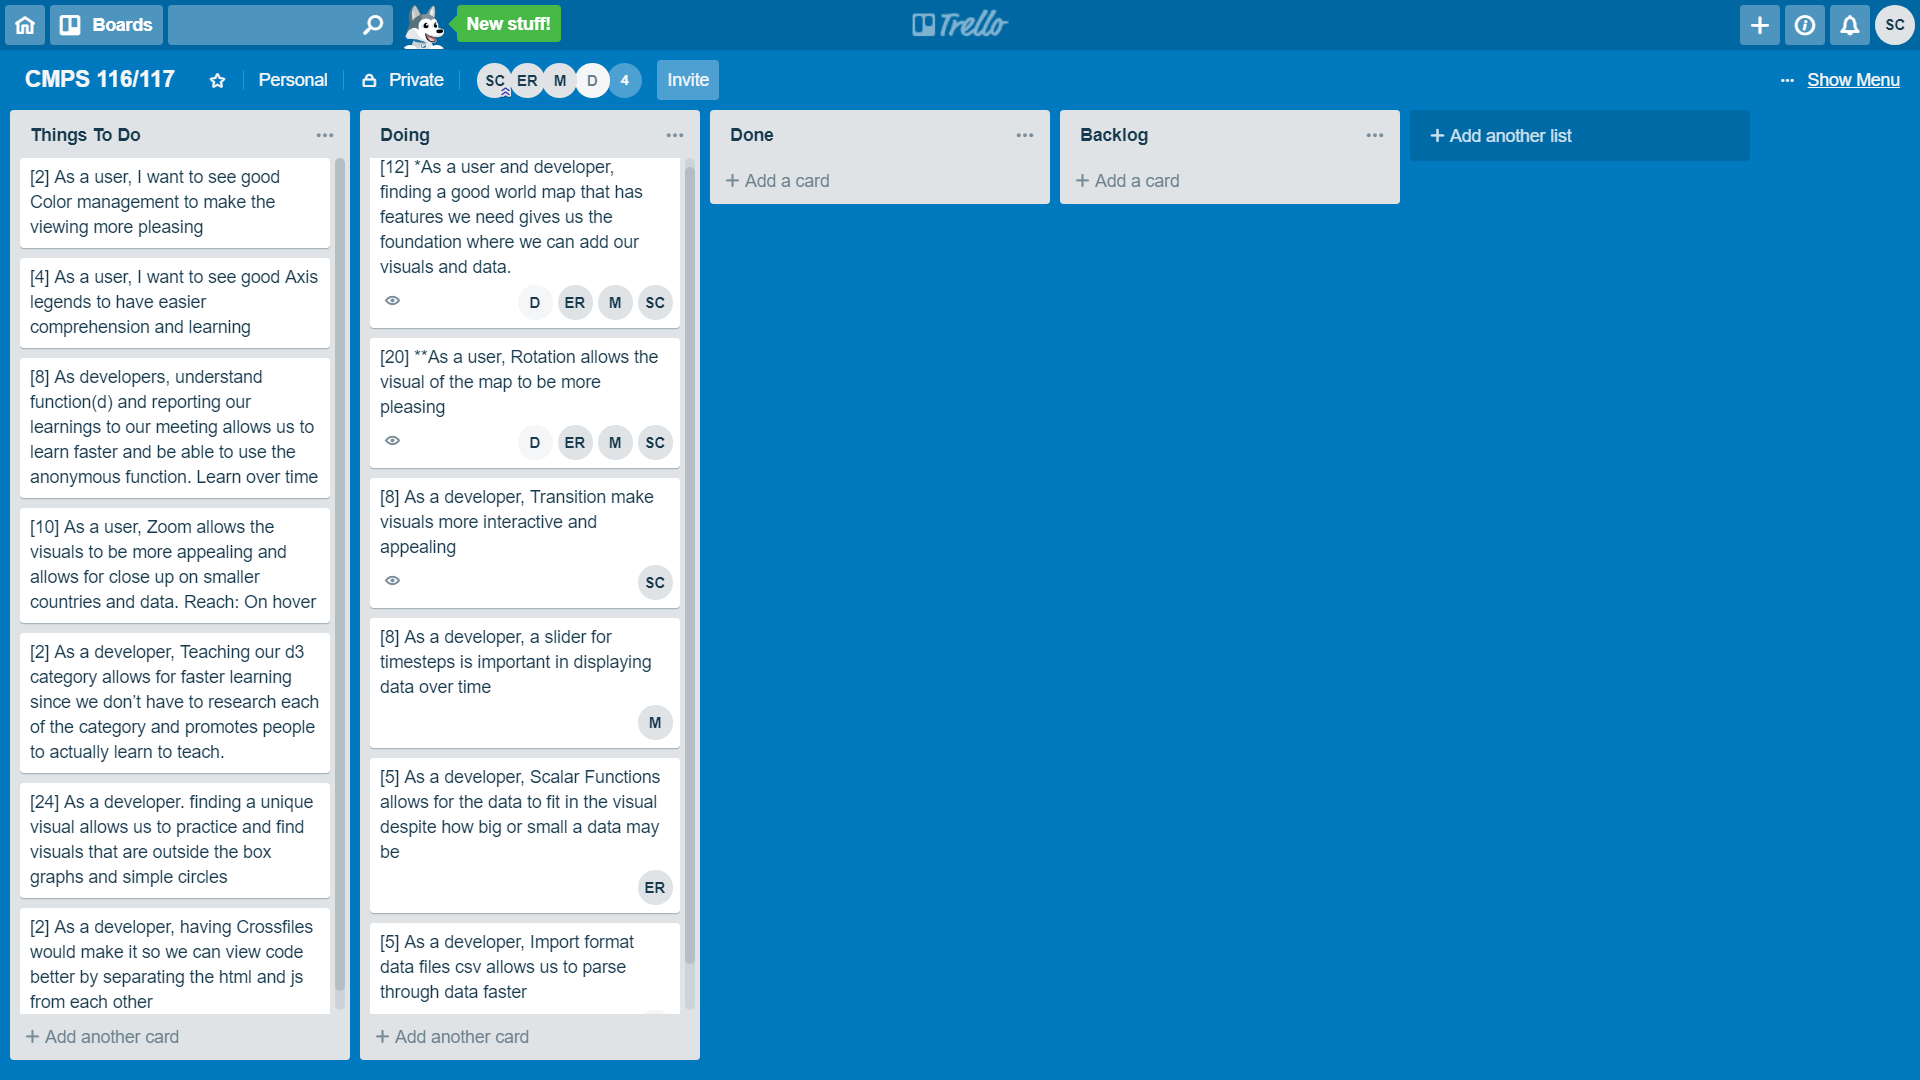 Boards
New stuff!
Trello
SC
CMPS 116/117
Personal
Private
SC ER M D 4
Invite
Show Menu
Things To Do
[2] As a user, I want to see good
Color management to make the
viewing more pleasing
[4] As a user, I want to see good Axis
legends to have easier
comprehension and learning
[8] As developers, understand
function(d) and reporting our
learnings to our meeting allows us to
learn faster and be able to use the
anonymous function. Learn over time
[10] As a user, Zoom allows the
visuals to be more appealing and
allows for close up on smaller
countries and data. Reach: On hover
[2] As a developer, Teaching our d3
category allows for faster learning
since we don’t have to research each
of the category and promotes people
to actually learn to teach.
[24] As a developer. finding a unique
visual allows us to practice and find
visuals that are outside the box
graphs and simple circles
[2] As a developer, having Crossfiles
would make it so we can view code
better by separating the html and js
from each other
+ Add another card
Doing
[12] *As a user and developer,
finding a good world map that has
features we need gives us the
foundation where we can add our
visuals and data.
D ER M SC
[20] **As a user, Rotation allows the
visual of the map to be more
pleasing
D ER M SC
[8] As a developer, Transition make
visuals more interactive and
appealing
SC
[8] As a developer, a slider for
timesteps is important in displaying
data over time
M
[5] As a developer, Scalar Functions
allows for the data to fit in the visual
despite how big or small a data may
be
ER
[5] As a developer, Import format
data files csv allows us to parse
through data faster
+ Add another card
Done
+ Add a card
Backlog
+ Add a card
+ Add another list